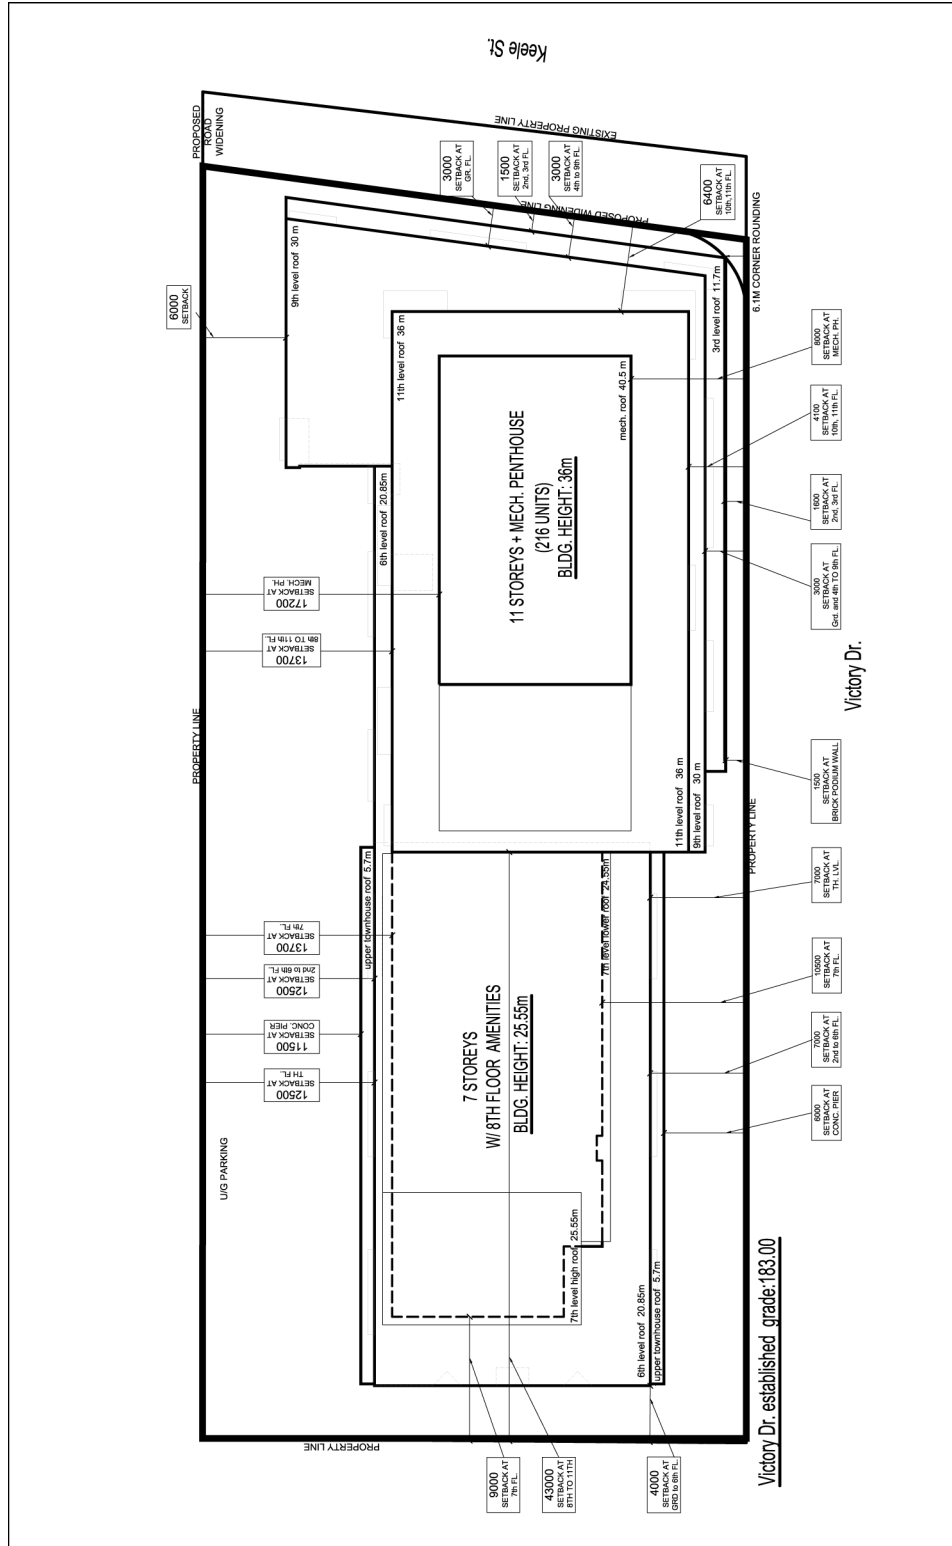 Keele St.
PROPOSED
ROAD
WIDENING
EXISTING PROPERTY LINE
PROPOSED WIDENING LINE
3000
SETBACK AT
GR. FL.
1500
SETBACK AT
2nd, 3rd FL.
3000
SETBACK AT
4th to 9th FL.
6400
SETBACK AT
10th,11th FL.
6.1M CORNER ROUNDING
6000
SETBACK
9th level roof 30 m
11th level roof 36 m
3rd level roof 11.7m
mech. roof 40.5 m
6th level roof 20.85m
11 STOREYS + MECH. PENTHOUSE
(216 UNITS)
BLDG. HEIGHT: 36m
8000
SETBACK AT
MECH. PH.
4100
SETBACK AT
10th, 11th FL.
1600
SETBACK AT
2nd, 3rd FL.
3000
SETBACK AT
Grd. and 4th TO 9th FL.
17200
SETBACK AT
MECH. PH.
13700
SETBACK AT
8th TO 11th FL.
Victory Dr.
PROPERTY LINE
11th level roof 36 m
9th level roof 30 m
1500
SETBACK AT
BRICK PODIUM WALL
PROPERTY LINE
7000
SETBACK AT
TH. LVL.
10500
SETBACK AT
7th FL.
7000
SETBACK AT
2nd to 6th FL.
6000
SETBACK AT
CONC. PIER
upper townhouse roof 5.7m
7th level lower roof 24.55m
13700
SETBACK AT
7th FL.
12500
SETBACK AT
2nd to 6th FL.
11500
SETBACK AT
CONC. PIER
12500
SETBACK AT
TH FL.
7 STOREYS
W/ 8TH FLOOR AMENITIES
BLDG. HEIGHT: 25.55m
U/G PARKING
7th level high roof 25.55m
6th level roof 20.85m
upper townhouse roof 5.7m
PROPERTY LINE
9000
SETBACK AT
7th FL.
43000
SETBACK AT
8TH TO 11TH
4000
SETBACK AT
GRD to 6th FL.
Victory Dr. established grade:183.00